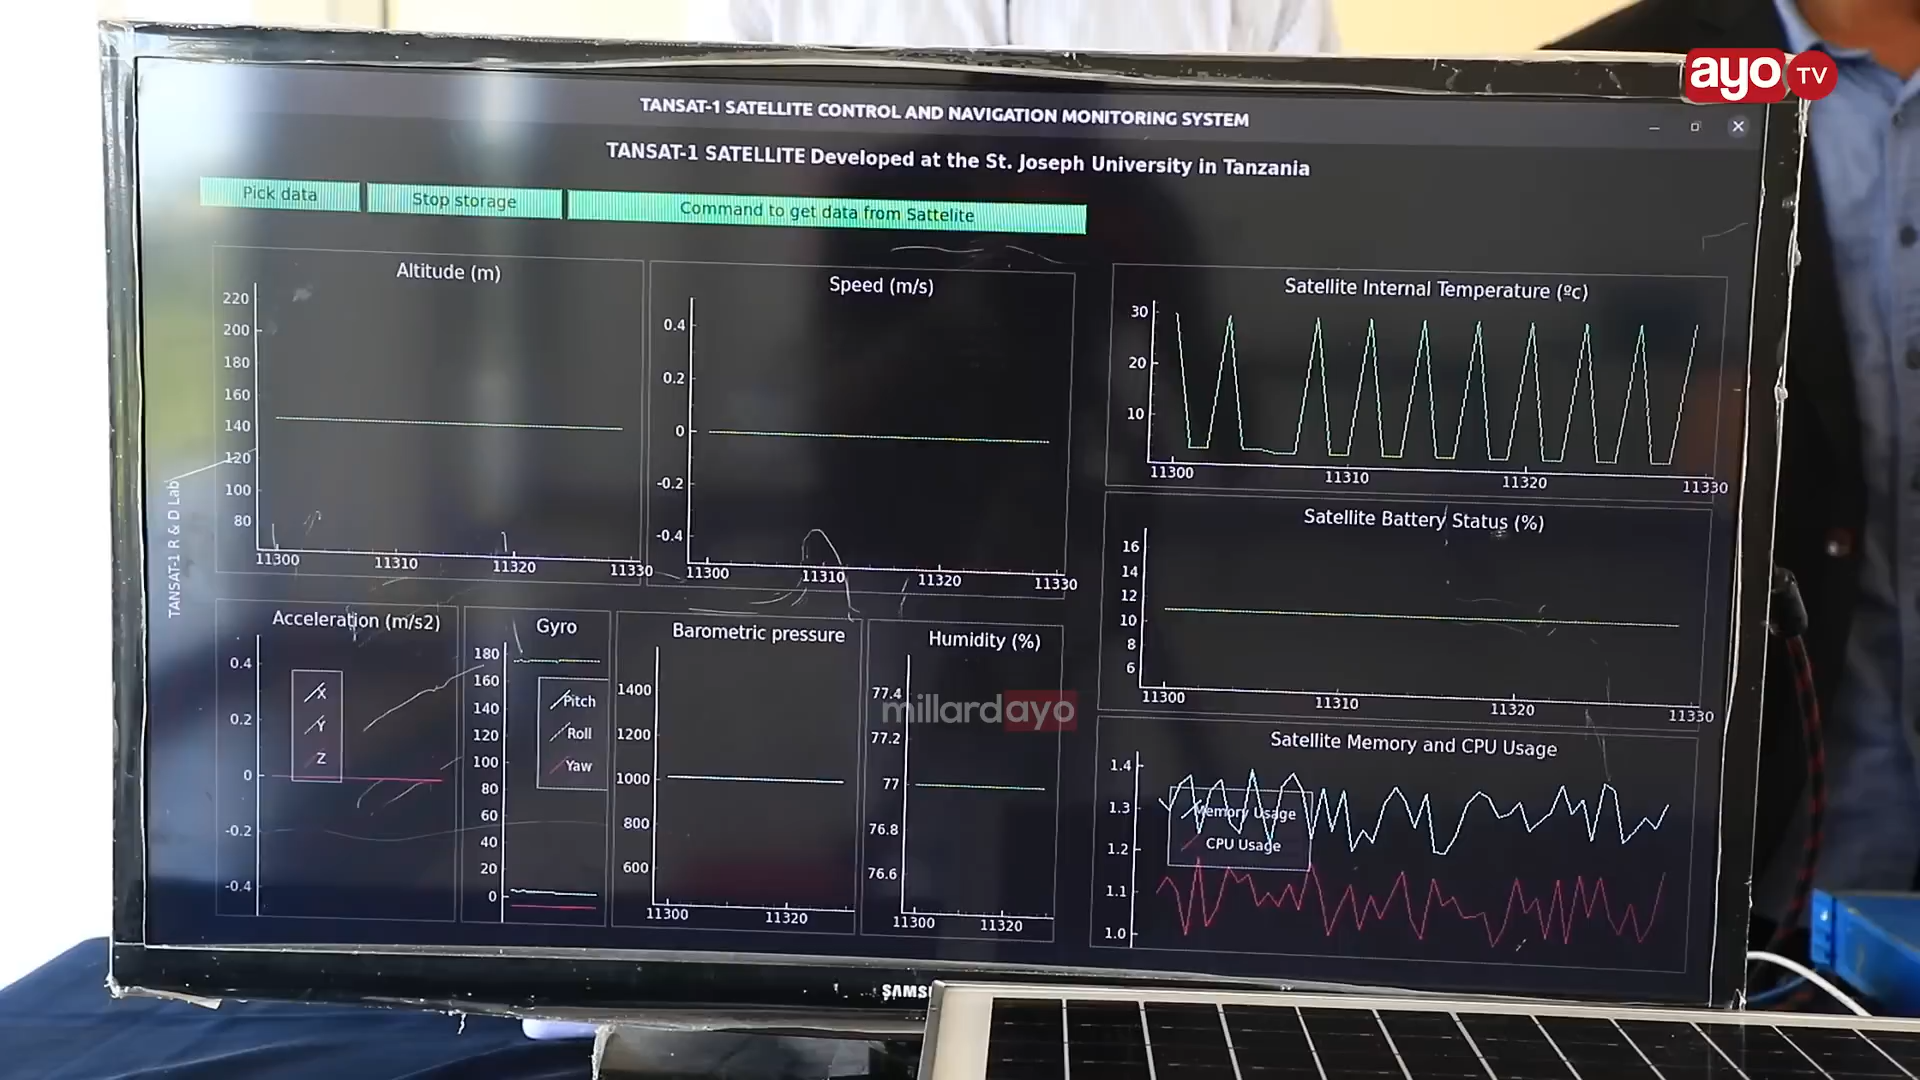 ayo TV
TANSAT-1 SATELLITE CONTROL AND NAVIGATION MONITORING SYSTEM
TANSAT-1 SATELLITE Developed at the St. Joseph University in Tanzania
Pick data
Stop storage
Command to get data from Sattelite
TANSAT-1 R & D Lab
Altitude (m)
220
200
180
160
140
120
100
80
11300 11310 11320 11330
Speed (m/s)
0.4
0.2
0
-0.2
-0.4
11300 11310 11320 11330
Satellite Internal Temperature (ºc)
30
20
10
11300 11310 11320 11330
Satellite Battery Status (%)
16
14
12
10
8
6
11300 11310 11320 11330
Acceleration (m/s2)
0.4
0.2
0
-0.2
-0.4
X
Y
Z
Gyro
180
160
140
120
100
80
60
40
20
0
Pitch
Roll
Yaw
Barometric pressure
1400
1200
1000
800
600
11300 11320
Humidity (%)
77.4
77.2
77
76.8
76.6
11300 11320
millardayo
Satellite Memory and CPU Usage
1.4
1.3
1.2
1.1
1.0
Memory Usage
CPU Usage
SAMS